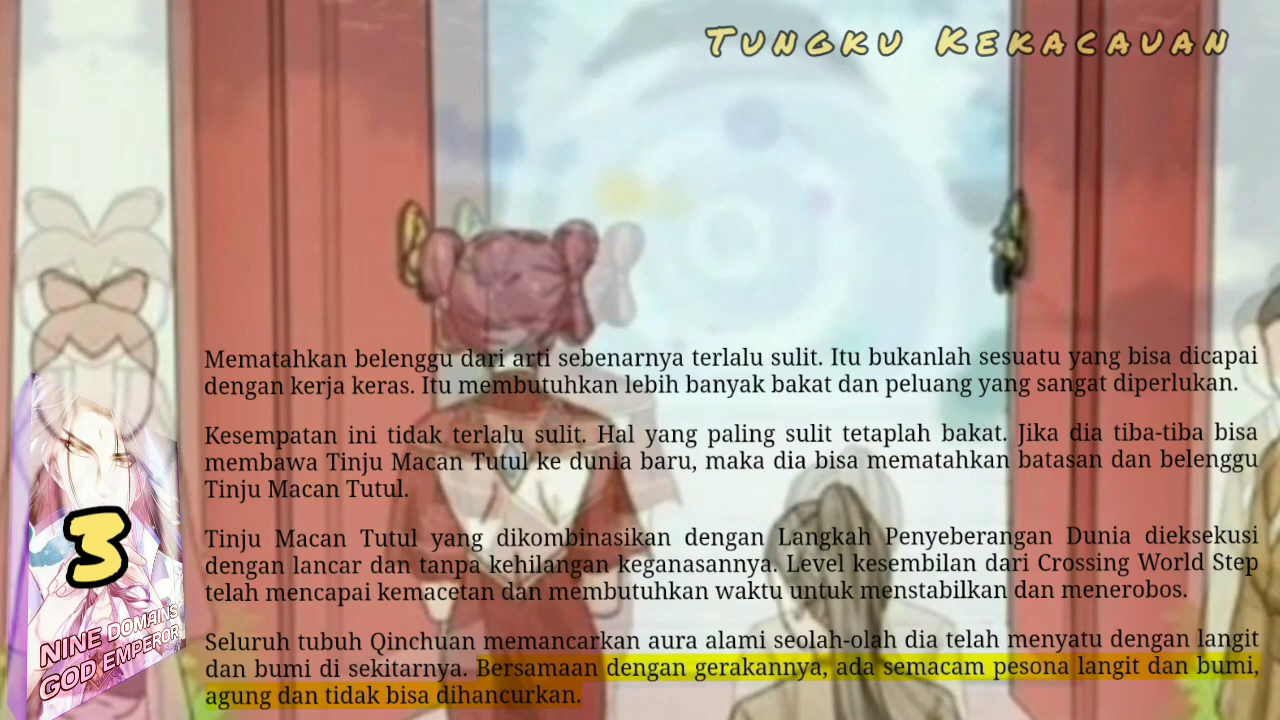 Tungku Kekacauan
Mematahkan belenggu dari arti sebenarnya terlalu sulit. Itu bukanlah sesuatu yang bisa dicapai
dengan kerja keras. Itu membutuhkan lebih banyak bakat dan peluang yang sangat diperlukan.
Kesempatan ini tidak terlalu sulit. Hal yang paling sulit tetaplah bakat. Jika dia tiba-tiba bisa
membawa Tinju Macan Tutul ke dunia baru, maka dia bisa mematahkan batasan dan belenggu
Tinju Macan Tutul.
Tinju Macan Tutul yang dikombinasikan dengan Langkah Penyeberangan Dunia dieksekusi
dengan lancar dan tanpa kehilangan keganasannya. Level kesembilan dari Crossing World Step
telah mencapai kemacetan dan membutuhkan waktu untuk menstabilkan dan menerobos.
Seluruh tubuh Qinchuan memancarkan aura alami seolah-olah dia telah menyatu dengan langit
dan bumi di sekitarnya. Bersamaan dengan gerakannya, ada semacam pesona langit dan bumi,
agung dan tidak bisa dihancurkan.
3
NINE DOMAINS
GOD EMPEROR